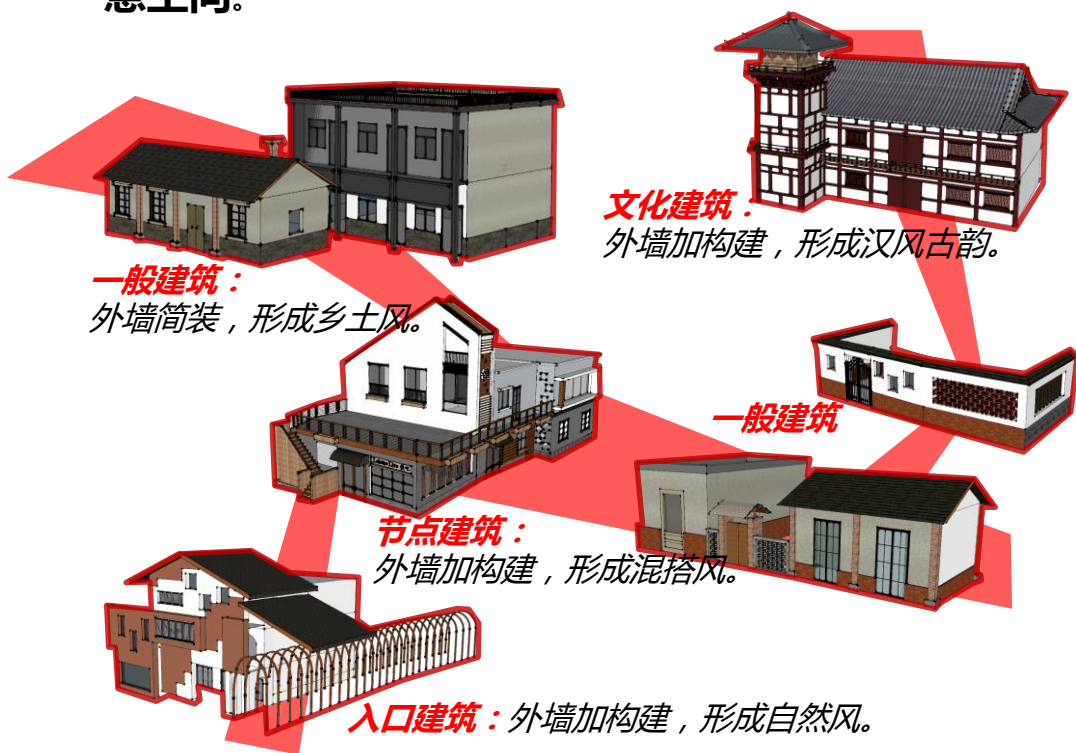 息空间。
文化建筑：
外墙加构建，形成汉风古韵。
一般建筑：
外墙简装，形成乡土风。
一般建筑
节点建筑：
外墙加构建，形成混搭风。
入口建筑：外墙加构建，形成自然风。